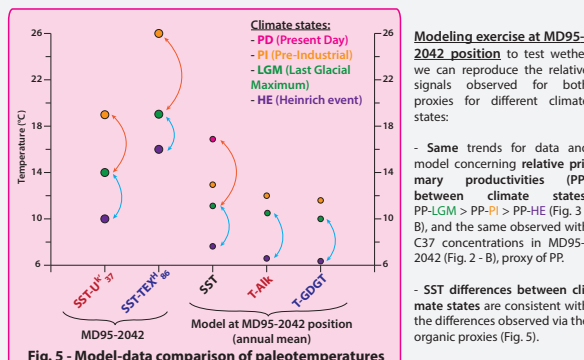 Climate states:
- PD (Present Day)
- PI (Pre-Industrial)
- LGM (Last Glacial
Maximum)
- HE (Heinrich event)
Temperature (°C)
26
22
18
14
10
6
26
22
18
14
10
6
SST-Uk'37
SST-TEXH86
SST
T-Alk
T-GDGT
MD95-2042
Model at MD95-2042 position
(annual mean)
Fig. 5 - Model-data comparison of paleotemperatures
Modeling exercise at MD95-
2042 position to test wethe
we can reproduce the relative
signals observed for both
proxies for different climate
states:
- Same trends for data and
model concerning relative pri
mary productivities (PP
between climate states
PP-LGM > PP-PI > PP-HE (Fig. 3
B), and the same observed with
C37 concentrations in MD95-
2042 (Fig. 2 - B), proxy of PP.
- SST differences between cli
mate states are consistent with
the differences observed via the
organic proxies (Fig. 5).